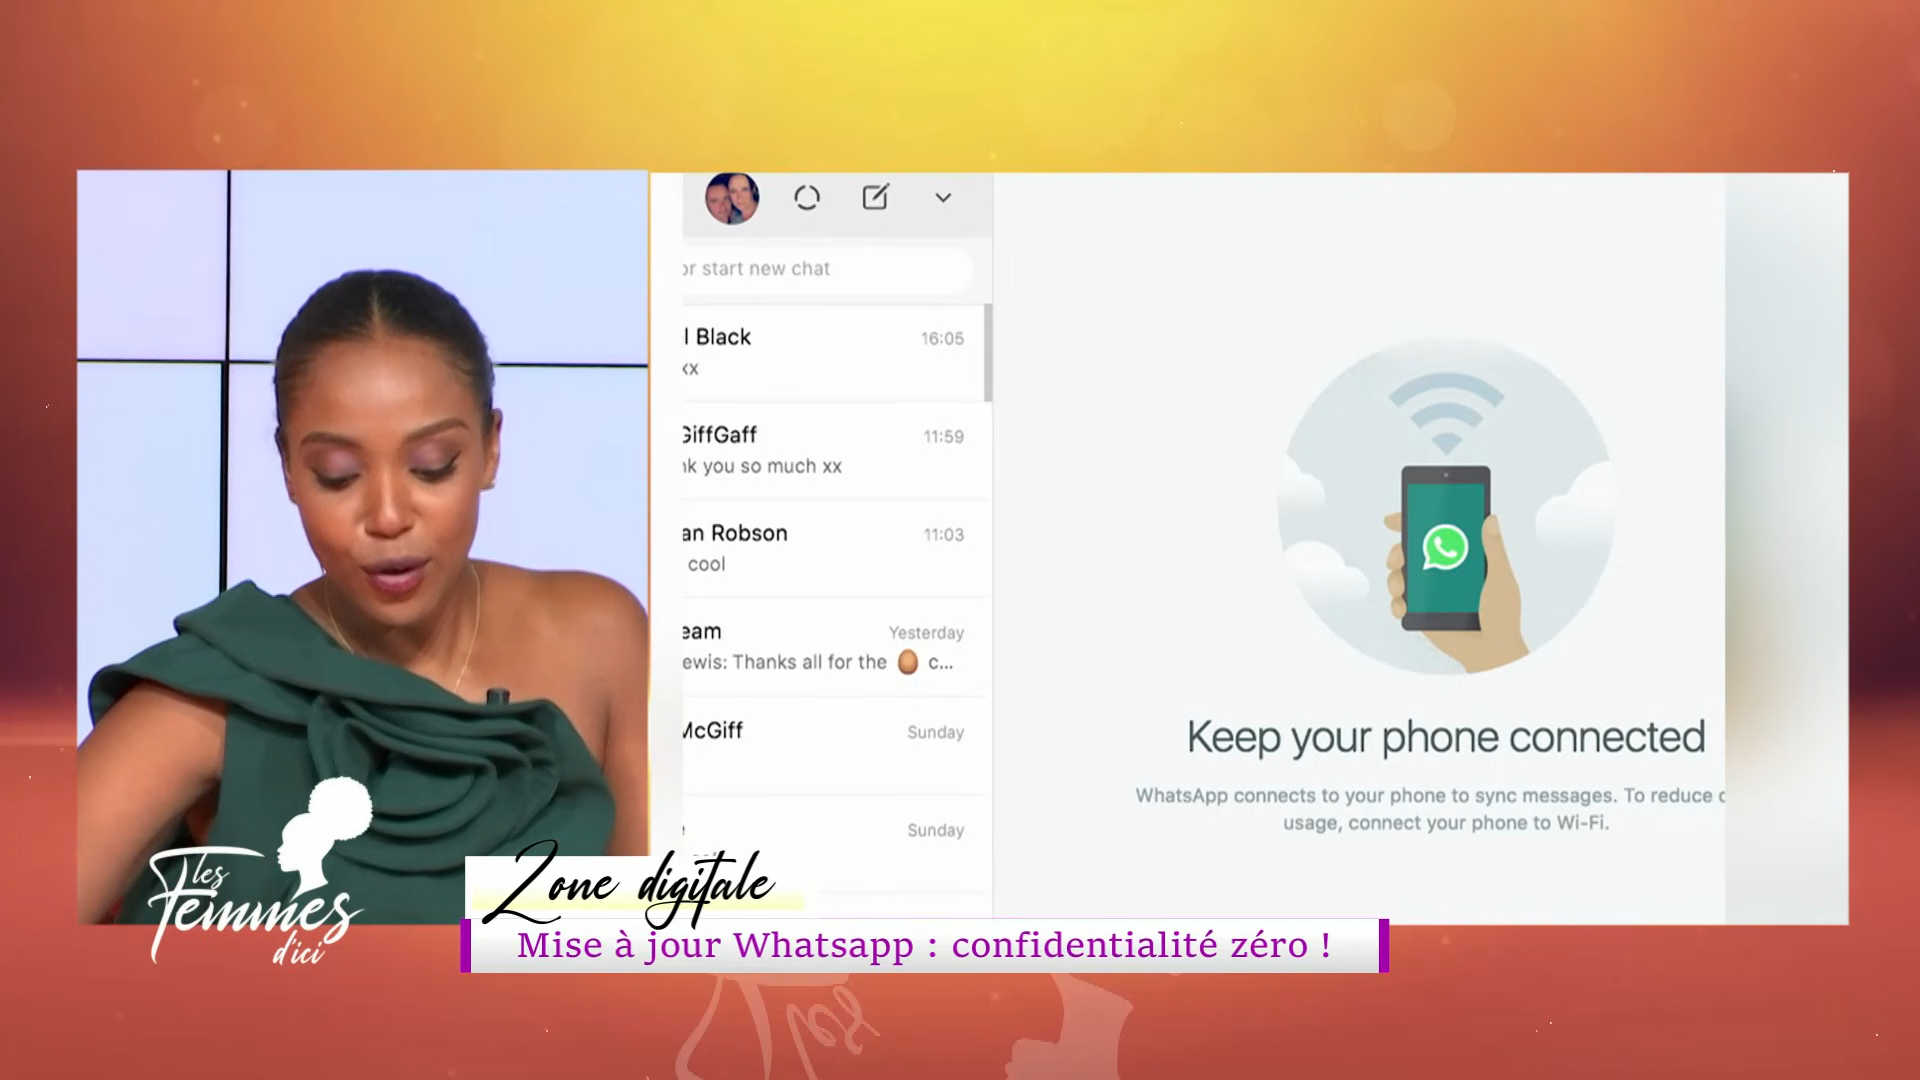 or start new chat
l Black 16:05
xx
GiffGaff 11:59
nk you so much xx
an Robson 11:03
cool
eam Yesterday
ewis: Thanks all for the 🥚 c...
McGiff Sunday
Sunday
Keep your phone connected
WhatsApp connects to your phone to sync messages. To reduce
usage, connect your phone to Wi-Fi.
les
Femmes
d'ici
Zone digitale
Mise à jour Whatsapp : confidentialité zéro !